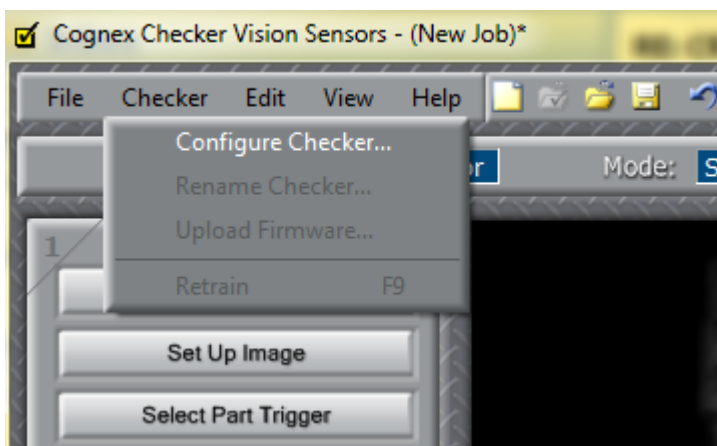 Cognex Checker Vision Sensors - (New Job)*
File Checker Edit View Help
Configure Checker...
Mode:
Rename Checker...
Upload Firmware...
1
Retrain F9
Set Up Image
Select Part Trigger